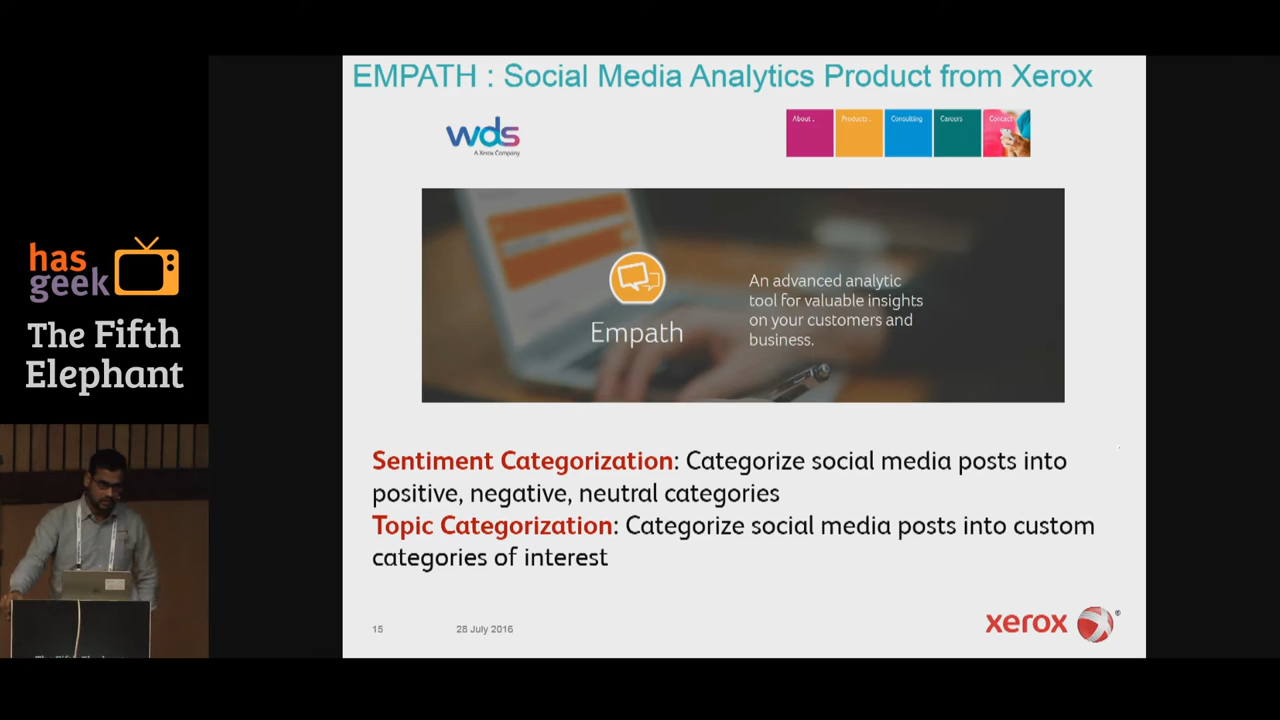 EMPATH : Social Media Analytics Product from Xerox
wds
A Xerox Company
About .
Products .
Consulting
Careers
Contact
has
geek
The Fifth
Elephant
Empath
An advanced analytic
tool for valuable insights
on your customers and
business.
Sentiment Categorization: Categorize social media posts into
positive, negative, neutral categories
Topic Categorization: Categorize social media posts into custom
categories of interest
15
28 July 2016
xerox
®